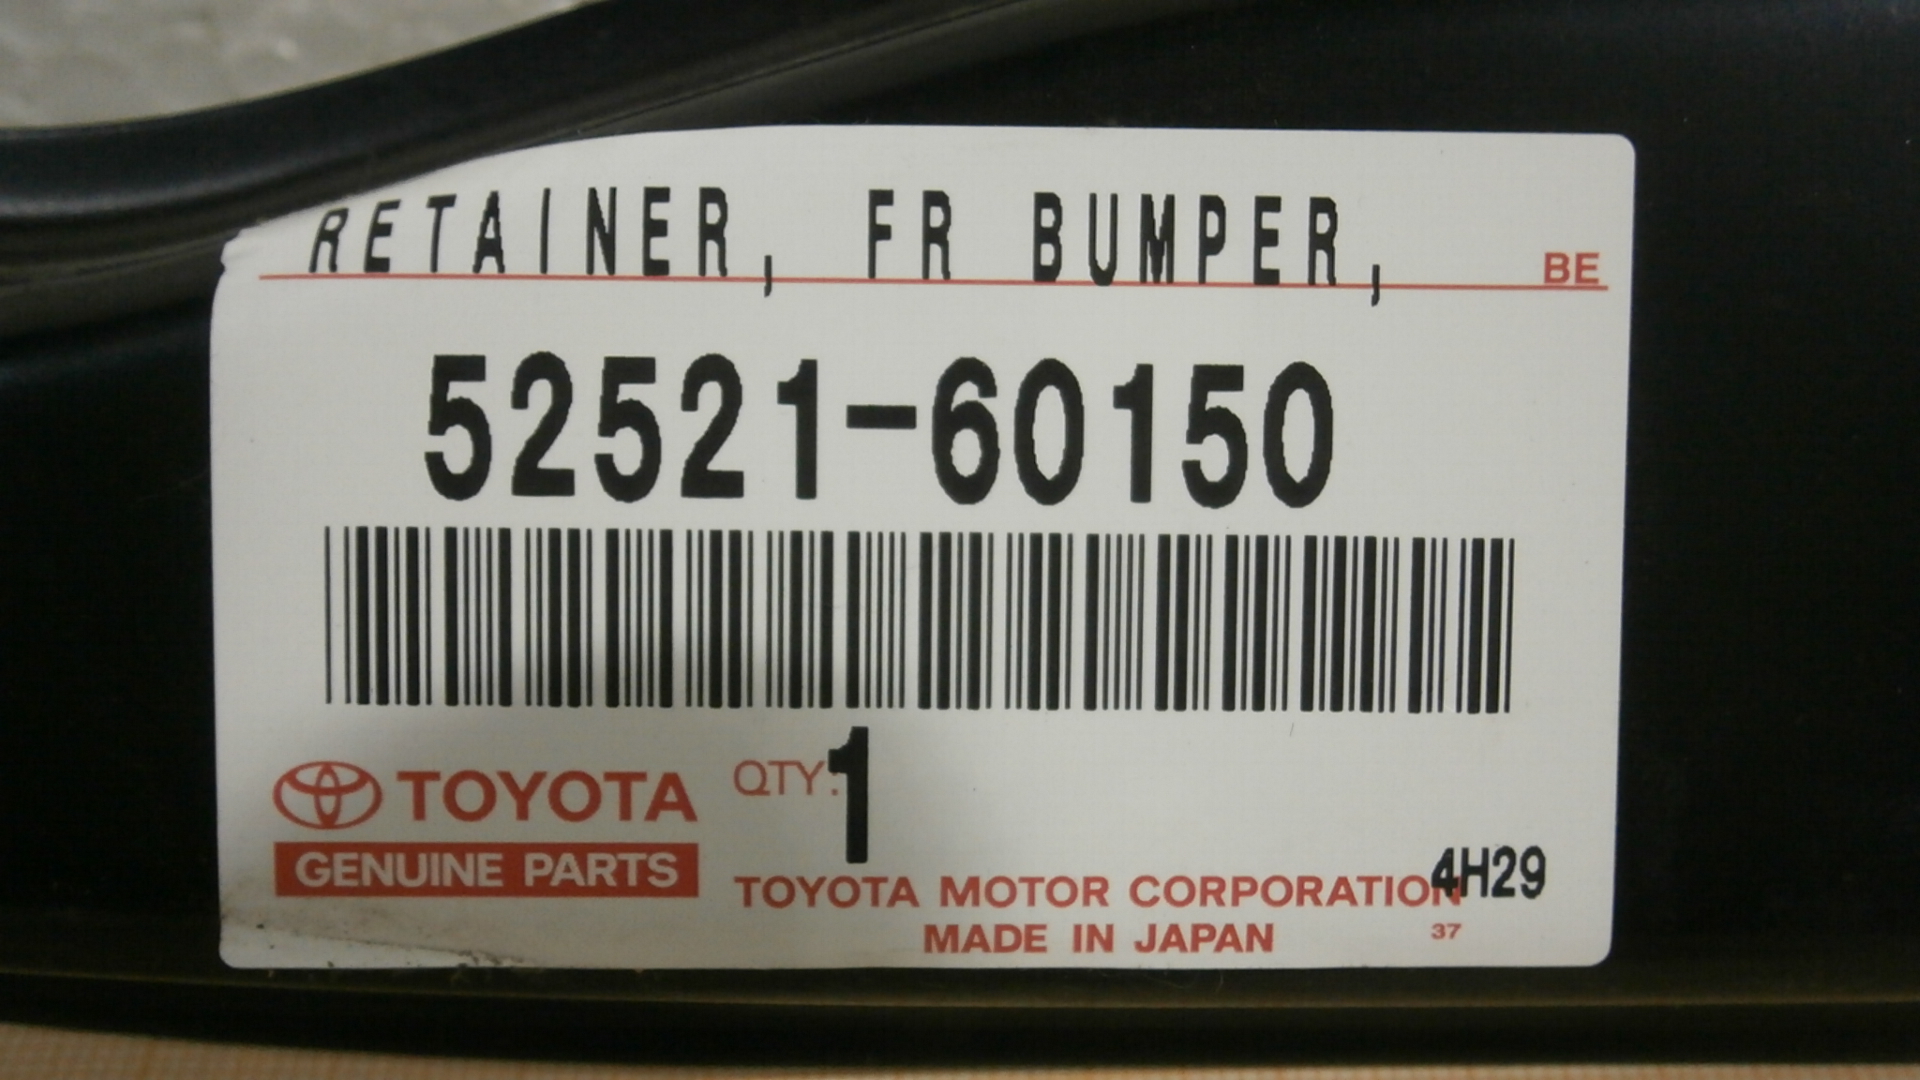 RETAINER, FR BUMPER,
BE
52521-60150
TOYOTA
QTY:1
GENUINE PARTS
TOYOTA MOTOR CORPORATION
4H29
MADE IN JAPAN
37